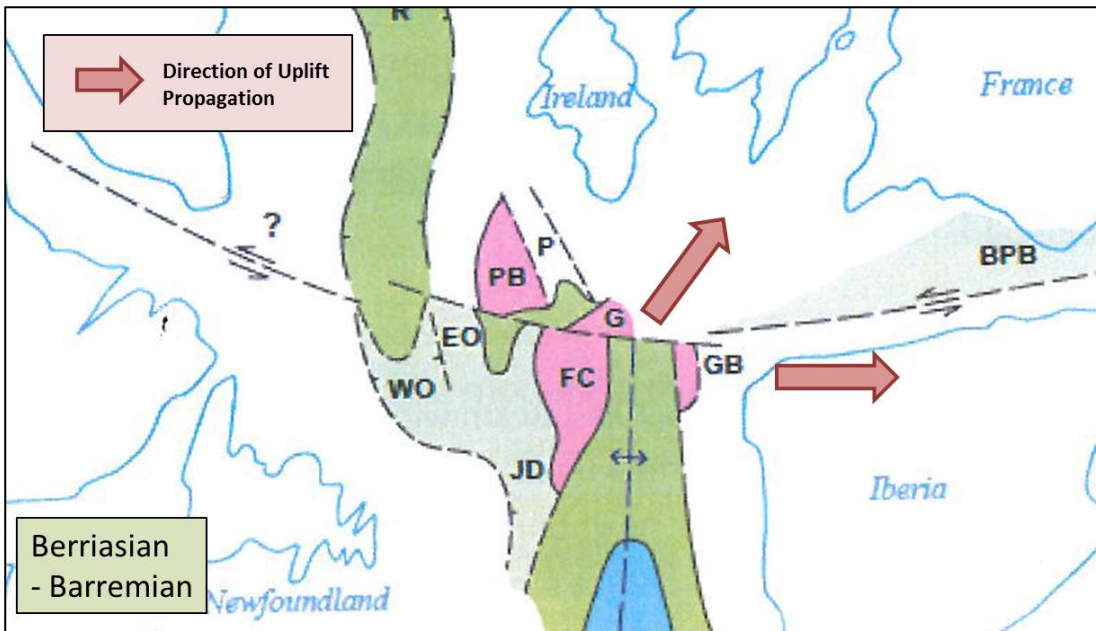 R
Direction of Uplift
Propagation
Ireland
France
?
P
PB
BPB
G
EO
GB
WO
FC
JD
Iberia
Berriasian
- Barremian
Newfoundland